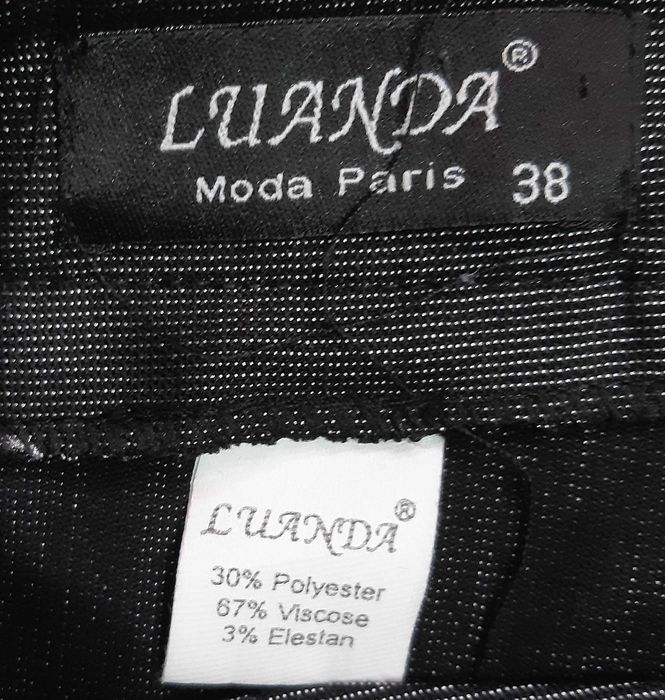 LUANDA®
Moda Paris 38
LUANDA®
30% Polyester
67% Viscose
3% Elestan